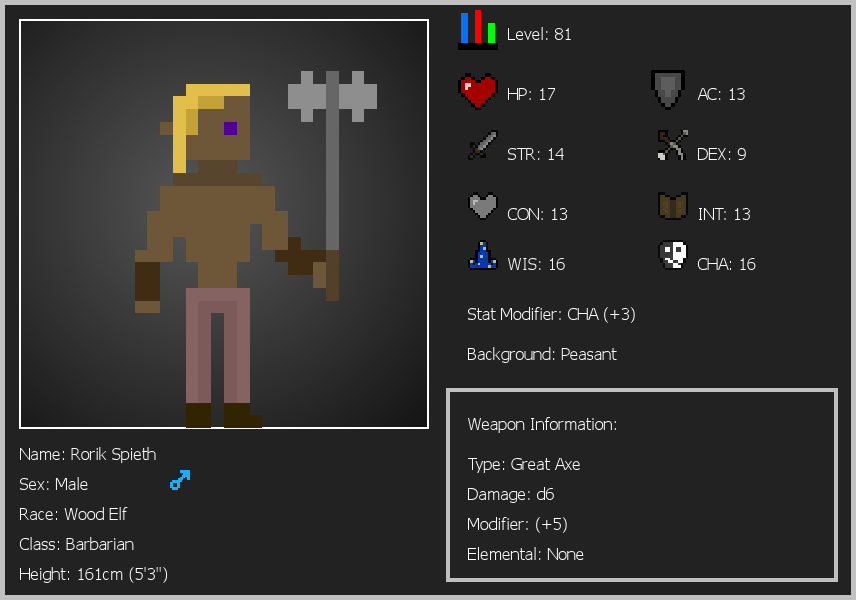 Level: 81
HP: 17
AC: 13
STR: 14
DEX: 9
CON: 13
INT: 13
WIS: 16
CHA: 16
Stat Modifier: CHA (+3)
Background: Peasant
Weapon Information:
Type: Great Axe
Damage: d6
Modifier: (+5)
Elemental: None
Name: Rorik Spieth
Sex: Male
Race: Wood Elf
Class: Barbarian
Height: 161cm (5'3")